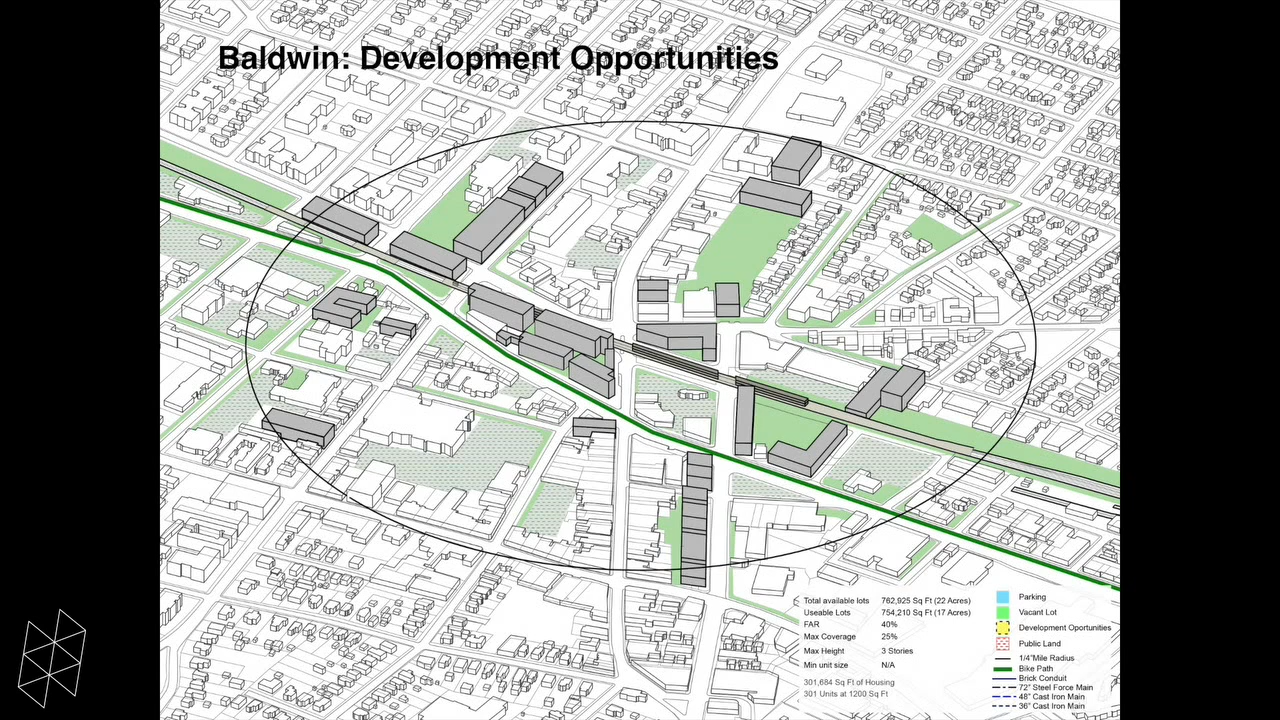 Baldwin: Development Opportunities
Total available lots 762,925 Sq Ft (22 Acres)
Useable Lots 754,210 Sq Ft (17 Acres)
FAR 40%
Max Coverage 25%
Max Height 3 Stories
Min unit size N/A
301,684 Sq Ft of Housing
301 Units at 1200 Sq Ft
Parking
Vacant Lot
Development Oportunities
Public Land
1/4"Mile Radius
Bike Path
Brick Conduit
72" Steel Force Main
48" Cast Iron Main
36" Cast Iron Main